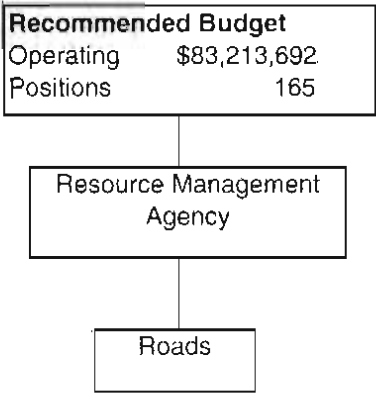 Recommended Budget
Operating $83,213,692
Positions 165
Resource Management
Agency
Roads